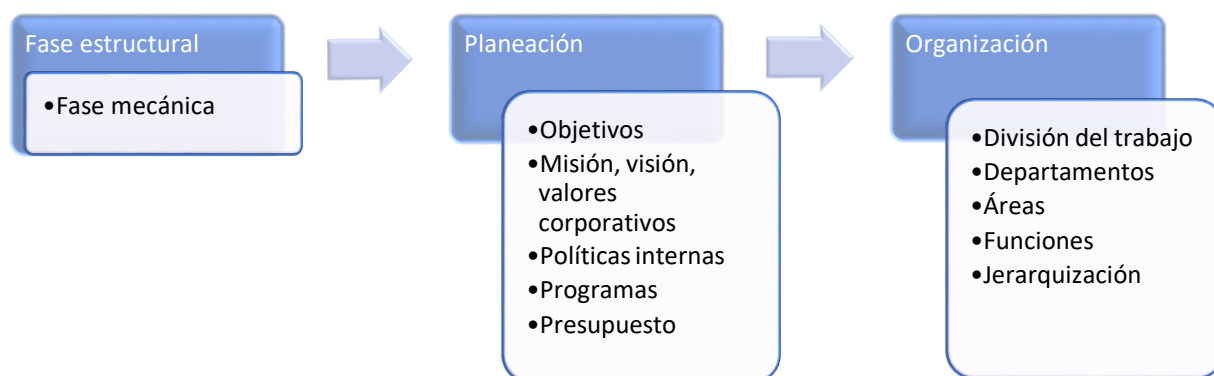 Fase estructural
•Fase mecánica
Planeación
•Objetivos
•Misión, visión,
valores
corporativos
•Políticas internas
•Programas
•Presupuesto
Organización
•División del trabajo
•Departamentos
•Áreas
•Funciones
•Jerarquización